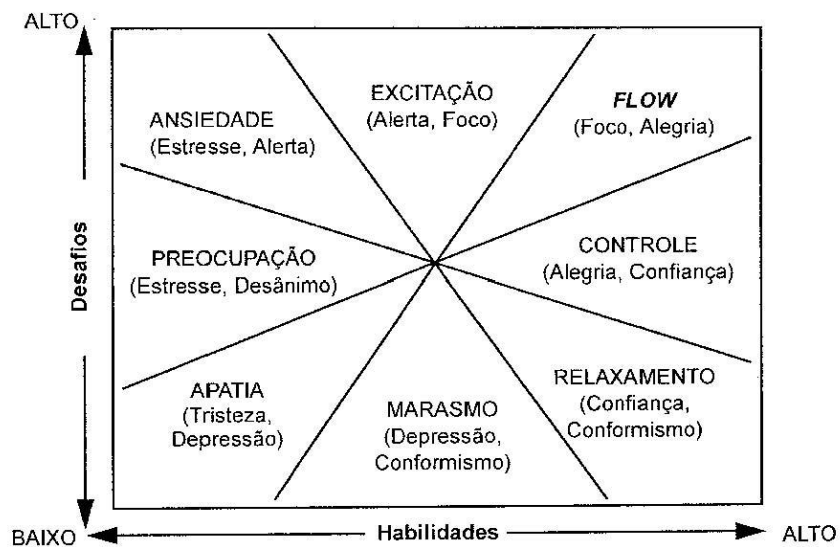 ALTO
EXCITAÇÃO
(Alerta, Foco)
FLOW
(Foco, Alegria)
ANSIEDADE
(Estresse, Alerta)
Desafios
PREOCUPAÇÃO
(Estresse, Desânimo)
CONTROLE
(Alegria, Confiança)
APATIA
(Tristeza,
Depressão)
MARASMO
(Depressão,
Conformismo)
RELAXAMENTO
(Confiança,
Conformismo)
BAIXO
Habilidades
ALTO